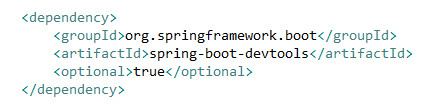 <dependency>
    <groupId>org.springframework.boot</groupId>
    <artifactId>spring-boot-devtools</artifactId>
    <optional>true</optional>
</dependency>